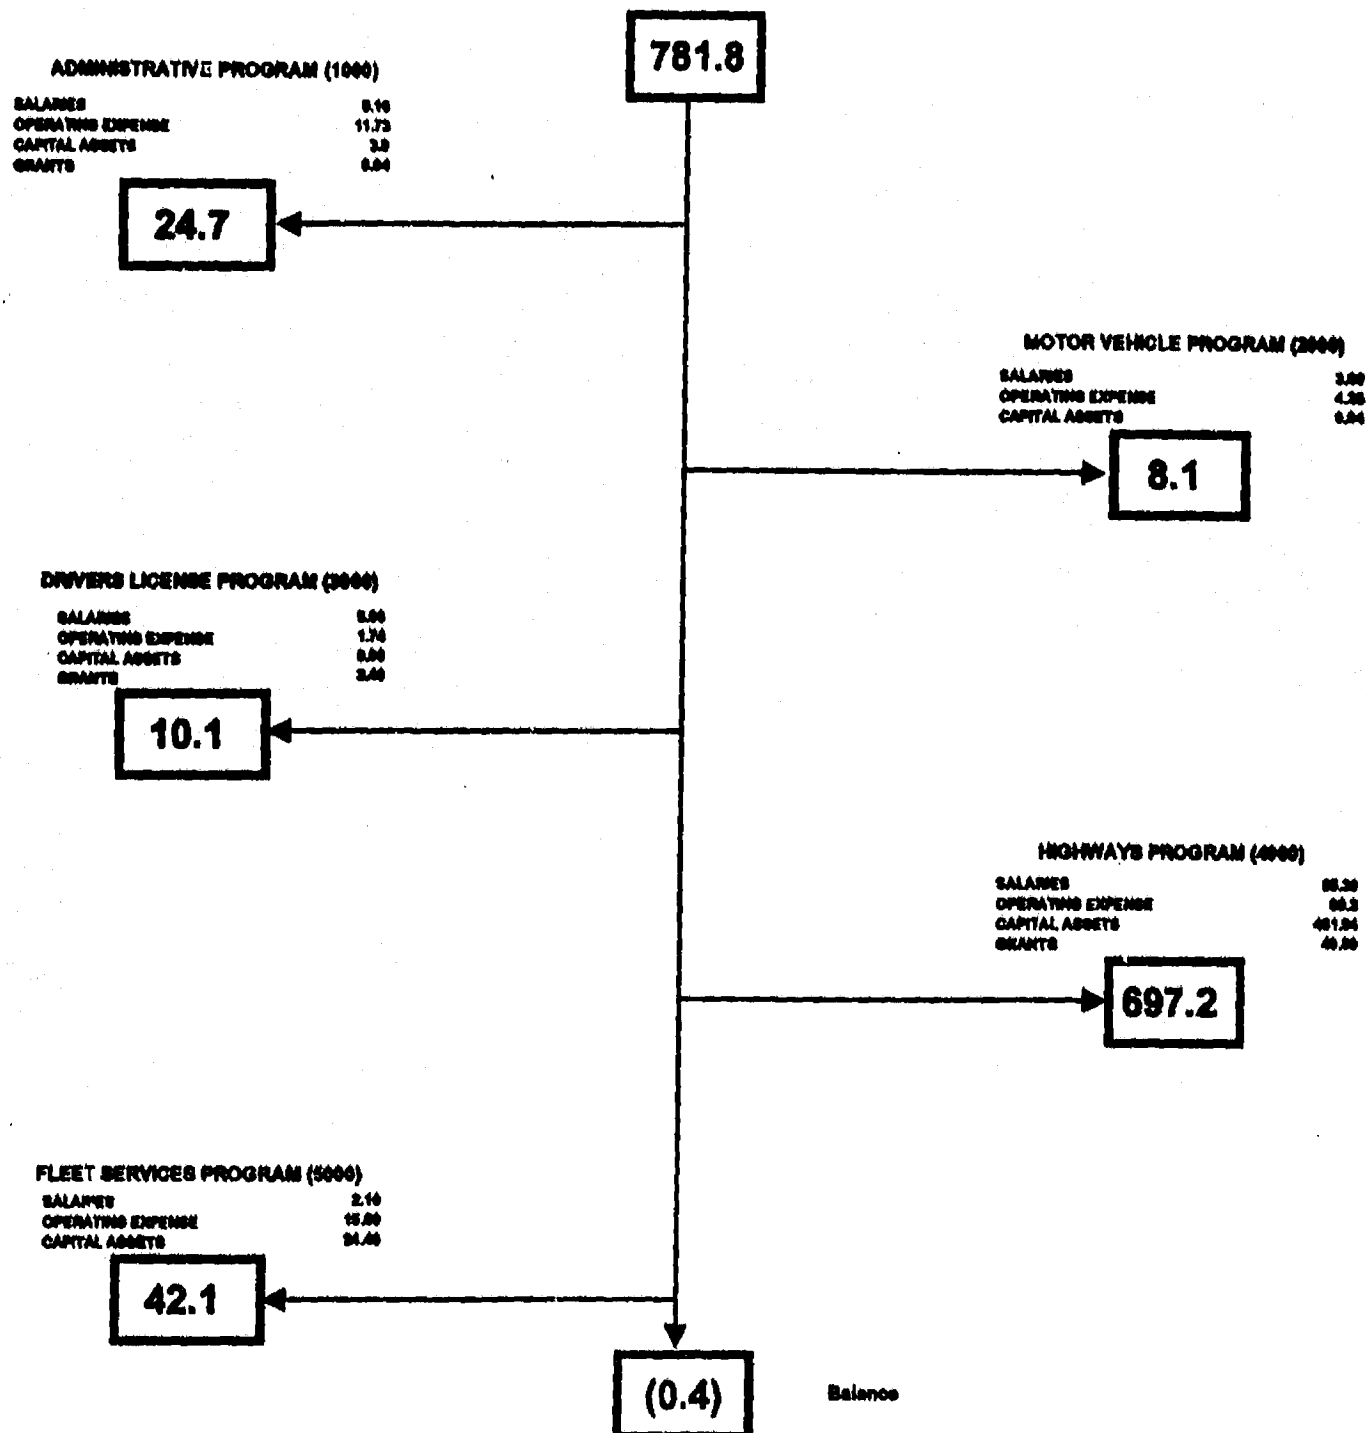 781.8
ADMINISTRATIVE PROGRAM (1000)
SALARIES
OPERATING EXPENSE 11.73
CAPITAL ASSETS
GRANTS
24.7
MOTOR VEHICLE PROGRAM (2000)
SALARIES
OPERATING EXPENSE
CAPITAL ASSETS
8.1
DRIVERS LICENSE PROGRAM (3000)
SALARIES
OPERATING EXPENSE
CAPITAL ASSETS
GRANTS
10.1
HIGHWAYS PROGRAM (4000)
SALARIES
OPERATING EXPENSE
CAPITAL ASSETS
GRANTS
697.2
FLEET SERVICES PROGRAM (5000)
SALARIES
OPERATING EXPENSE
CAPITAL ASSETS
42.1
(0.4) Balance